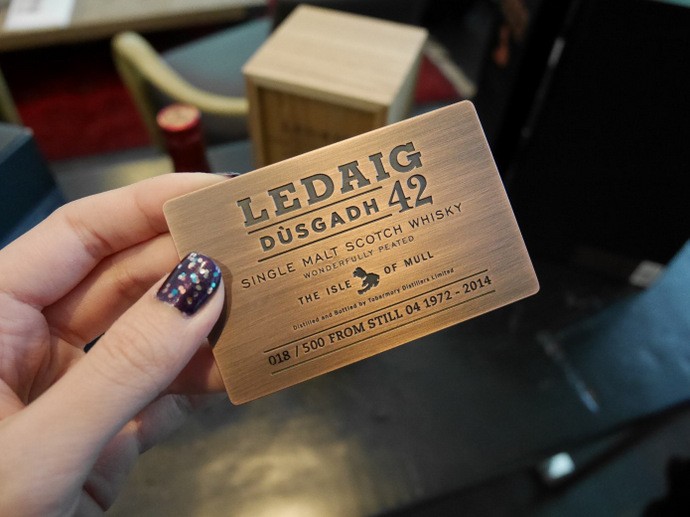 LEDAIG
DÙSGADH 42
SINGLE MALT SCOTCH WHISKY
WONDERFULLY PEATED
THE ISLE OF MULL
Distilled and Bottled by Tobermory Distillers Limited
018 / 500 FROM STILL 04 1972 - 2014